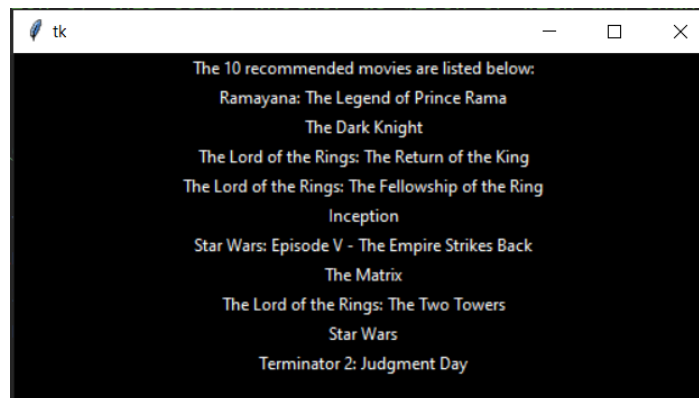 tk
The 10 recommended movies are listed below:
Ramayana: The Legend of Prince Rama
The Dark Knight
The Lord of the Rings: The Return of the King
The Lord of the Rings: The Fellowship of the Ring
Inception
Star Wars: Episode V - The Empire Strikes Back
The Matrix
The Lord of the Rings: The Two Towers
Star Wars
Terminator 2: Judgment Day